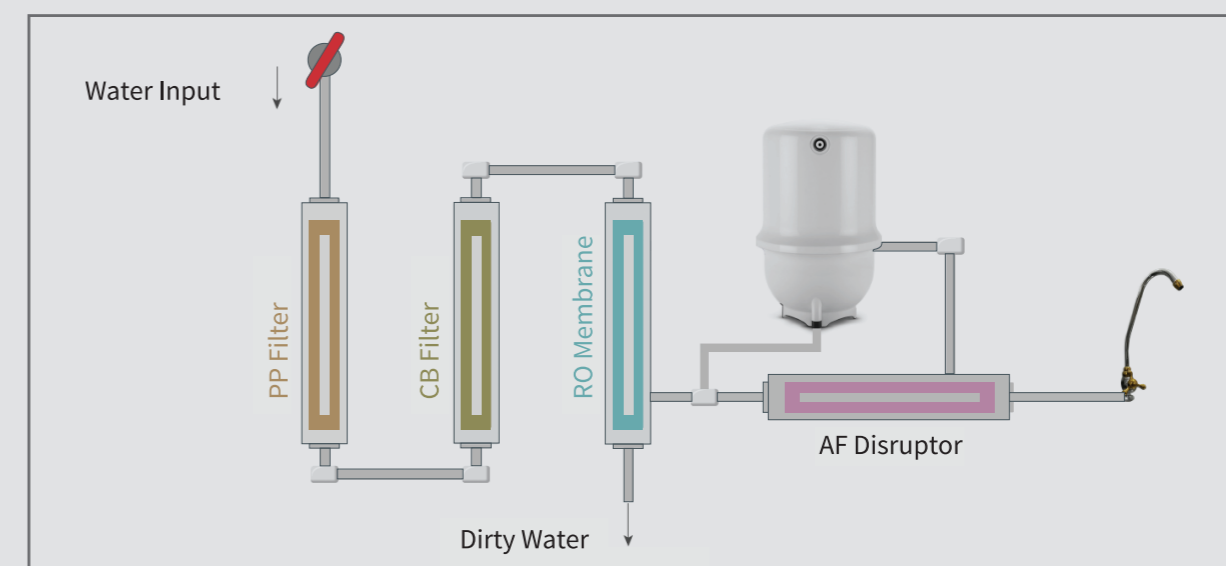 Water Input
PP Filter
CB Filter
RO Membrane
AF Disruptor
Dirty Water